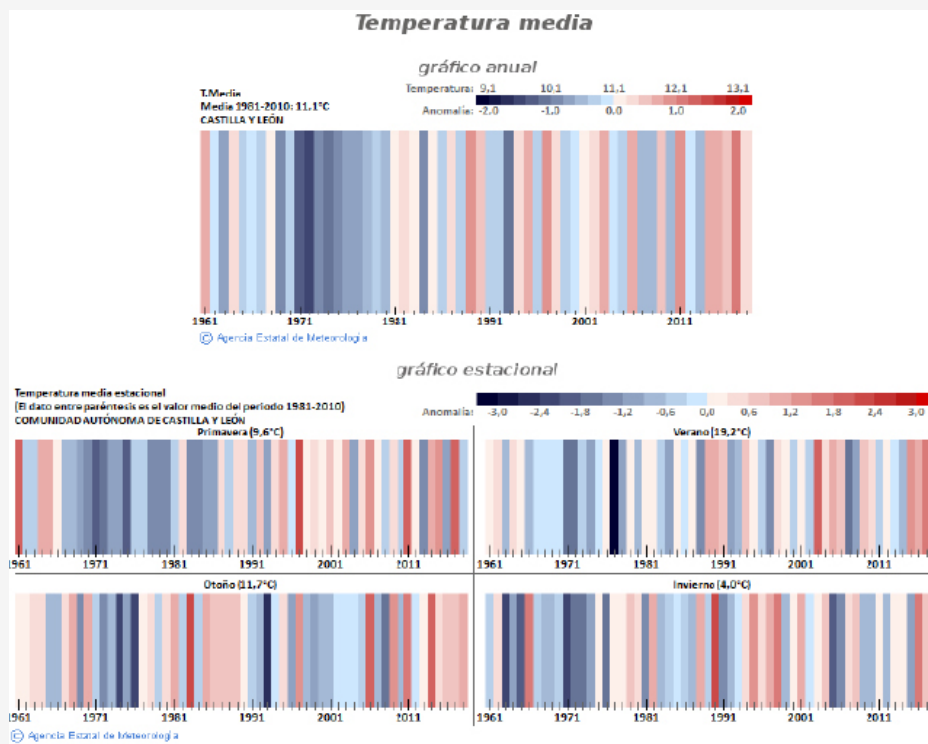 Temperatura media
gráfico anual
T.Media
Media 1981-2010: 11,1°C
CASTILLA Y LEÓN
Temperatura: 9,1 10,1 11,1 12,1 13,1
Anomalía: -2,0 -1,0 0,0 1,0 2,0
1961 1971 1981 1991 2001 2011
© Agencia Estatal de Meteorología
gráfico estacional
Temperatura media estacional
(El dato entre paréntesis es el valor medio del periodo 1981-2010)
COMUNIDAD AUTÓNOMA DE CASTILLA Y LEÓN
Anomalía: -3,0 -2,4 -1,8 -1,2 -0,6 0,0 0,6 1,2 1,8 2,4 3,0
Primavera (9,6°C)
1961 1971 1981 1991 2001 2011
Verano (19,2°C)
1961 1971 1981 1991 2001 2011
Otoño (11,7°C)
1961 1971 1981 1991 2001 2011
Invierno (4,0°C)
1961 1971 1981 1991 2001 2011
© Agencia Estatal de Meteorología